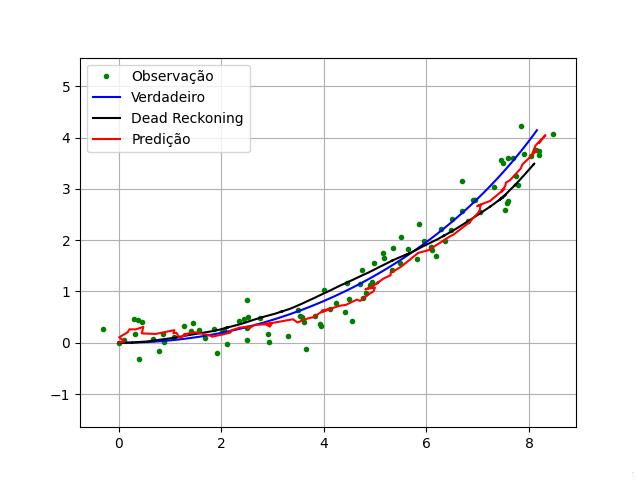 Observação
Verdadeiro
Dead Reckoning
Predição
5
4
3
2
1
0
−1
0 2 4 6 8